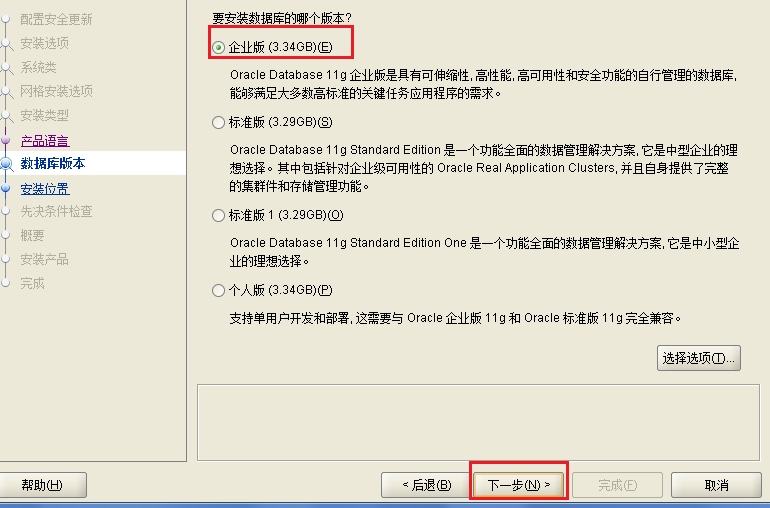 配置安全更新
安装选项
系统类
网格安装选项
安装类型
产品语言
数据库版本
安装位置
先决条件检查
概要
安装产品
完成
要安装数据库的哪个版本?
企业版 (3.34GB)(E)
Oracle Database 11g 企业版是具有可伸缩性, 高性能, 高可用性和安全功能的自行管理的数据库,
能够满足大多数高标准的关键任务应用程序的需求。
标准版 (3.29GB)(S)
Oracle Database 11g Standard Edition 是一个功能全面的数据管理解决方案, 它是中型企业的理
想选择。其中包括针对企业级可用性的 Oracle Real Application Clusters, 并且自身提供了完整
的集群件和存储管理功能。
标准版 1 (3.29GB)(O)
Oracle Database 11g Standard Edition One 是一个功能全面的数据管理解决方案, 它是中小型企
业的理想选择。
个人版 (3.34GB)(P)
支持单用户开发和部署, 这需要与 Oracle 企业版 11g 和 Oracle 标准版 11g 完全兼容。
选择选项(T)...
帮助(H)
< 后退(B)
下一步(N) >
完成(F)
取消